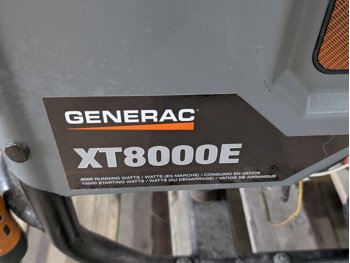 GENERAC
XT8000E
8000 RUNNING WATTS / WATTS (EN MARCHE) / CONSUMO EN VATIOS
10000 STARTING WATTS / WATTS (AU DÉMARRAGE) / VATIOS DE ARRANQUE